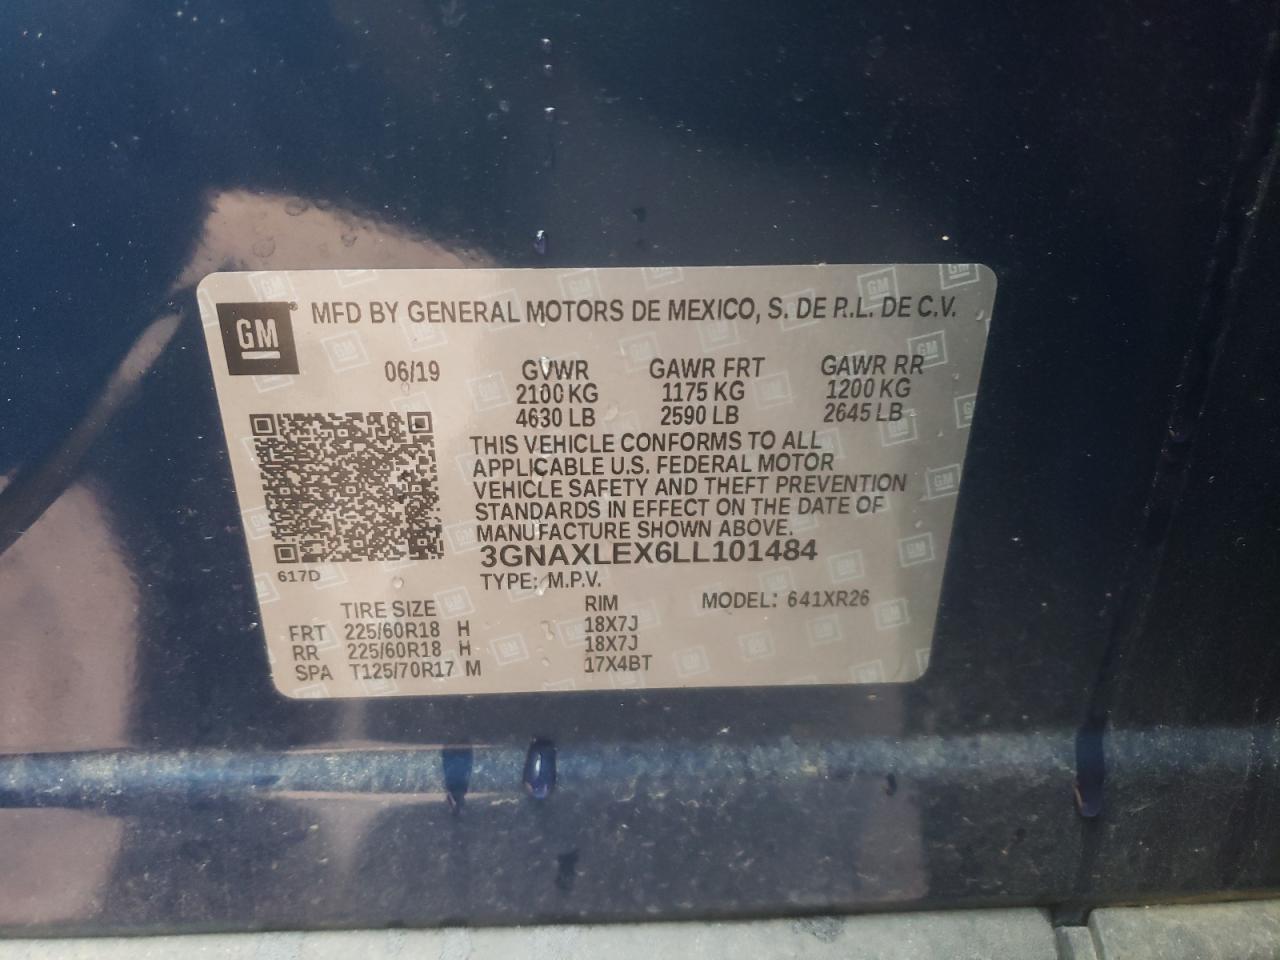 GM MFD BY GENERAL MOTORS DE MEXICO, S. DE R.L. DE C.V.
06/19 GVWR GAWR FRT GAWR RR
2100 KG 1175 KG 1200 KG
4630 LB 2590 LB 2645 LB
THIS VEHICLE CONFORMS TO ALL
APPLICABLE U.S. FEDERAL MOTOR
VEHICLE SAFETY AND THEFT PREVENTION
STANDARDS IN EFFECT ON THE DATE OF
MANUFACTURE SHOWN ABOVE.
3GNAXLEX6LL101484
617D
TYPE: M.P.V.
TIRE SIZE RIM MODEL: 641XR26
FRT 225/60R18 H 18X7J
RR 225/60R18 H 18X7J
SPA T125/70R17 M 17X4BT